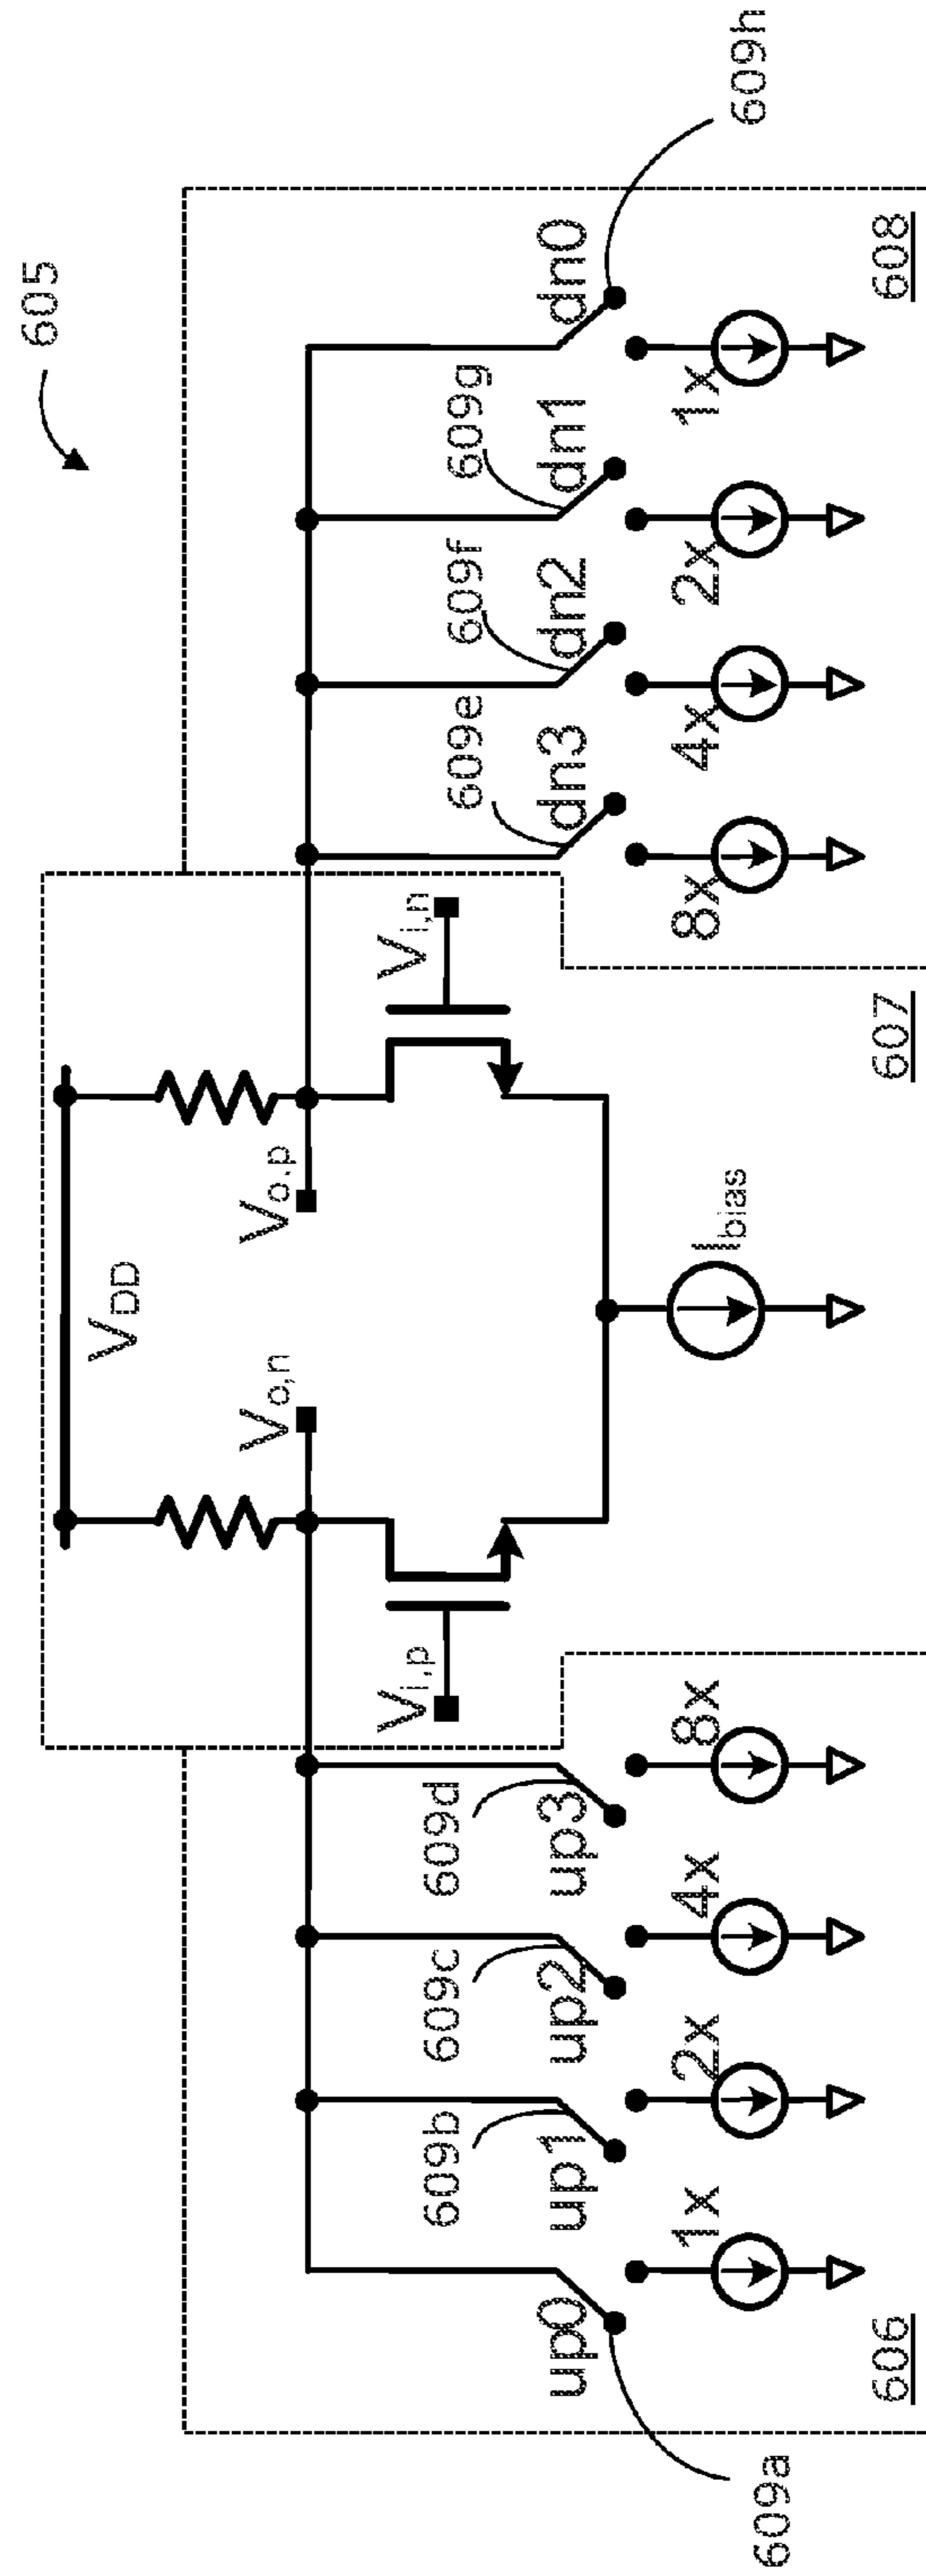 605
V_DD
V_o,n
V_o,p
V_i,p
V_i,n
609b
609c
609d
609e
609f
609g
up0
up1
up2
up3
dn3
dn2
dn1
dn0
1x
2x
4x
8x
I_bias
8x
4x
2x
1x
606
607
608
609a
609h